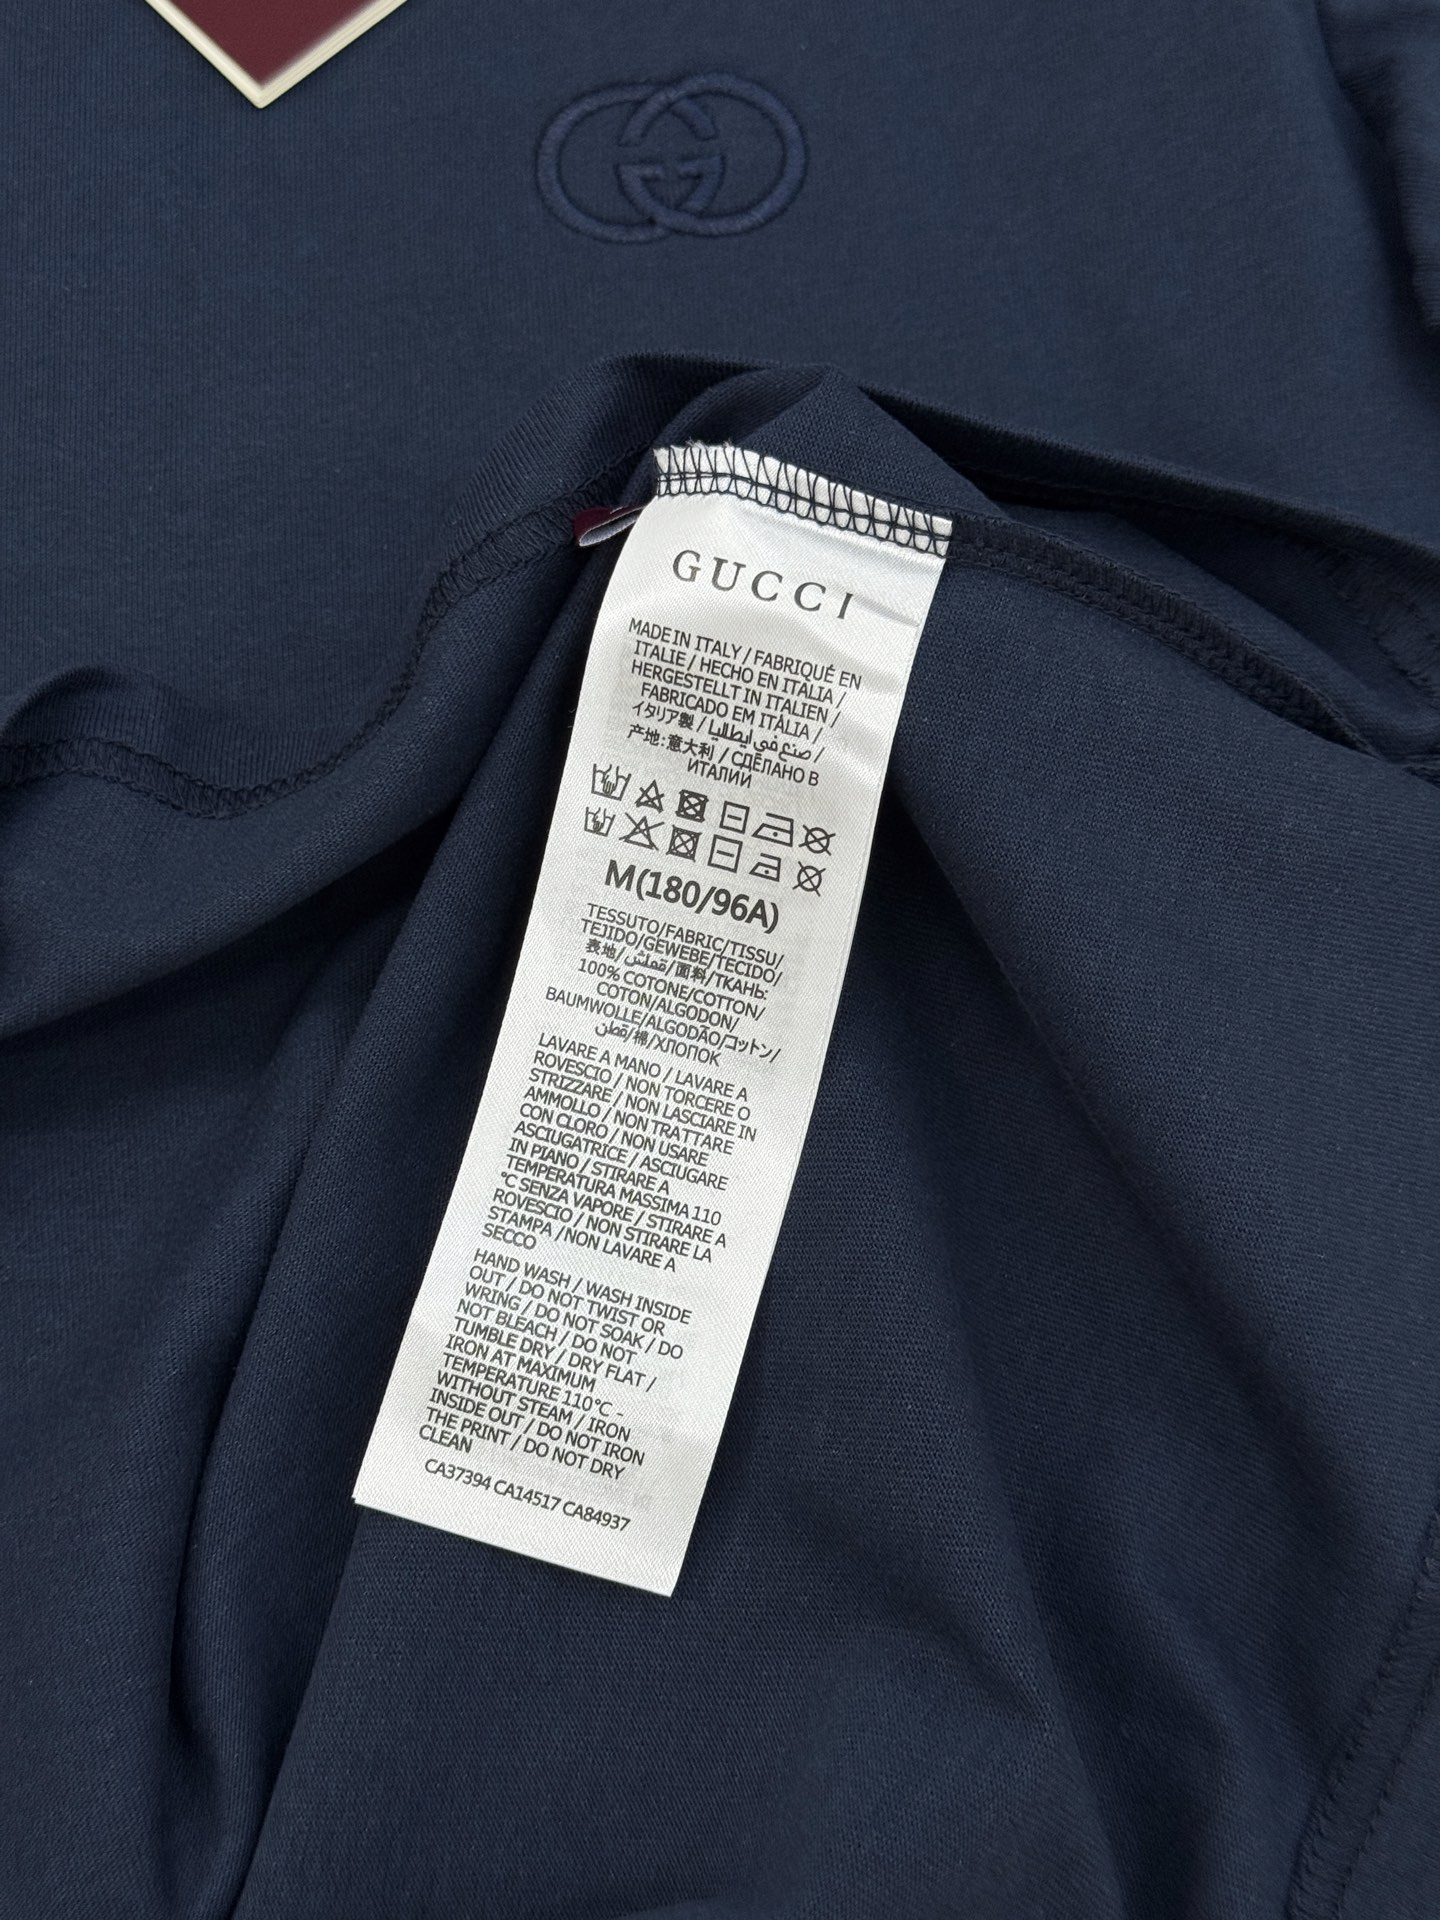 GUCCI
MADE IN ITALY / FABRIQUÉ EN
ITALIE / HECHO EN ITALIA /
HERGESTELLT IN ITALIEN /
FABRICADO EM ITÀLIA /
イタリア製 / صنع في ايطاليا /
产地:意大利 / СДЕЛАНО В
ИТАЛИИ
M(180/96A)
TESSUTO/FABRIC/TISSU/
TEJIDO/GEWEBE/TECIDO/
表地/قماش/面料/ТКАНЬ:
100% COTONE/COTTON/
COTON/ALGODON/
BAUMWOLLE/ALGODÃO/コットン/
قطن/棉/ХЛОПОК
LAVARE A MANO / LAVARE A
ROVESCIO / NON TORCERE O
STRIZZARE / NON LASCIARE IN
AMMOLLO / NON TRATTARE
CON CLORO / NON USARE
ASCIUGATRICE / ASCIUGARE
IN PIANO / STIRARE A
TEMPERATURA MASSIMA 110
°C SENZA VAPORE / STIRARE A
ROVESCIO / NON STIRARE LA
STAMPA /NON LAVARE A
SECCO
HAND WASH / WASH INSIDE
OUT / DO NOT TWIST OR
WRING / DO NOT SOAK / DO
NOT BLEACH / DO NOT
TUMBLE DRY / DRY FLAT /
IRON AT MAXIMUM
TEMPERATURE 110°C -
WITHOUT STEAM / IRON
INSIDE OUT / DO NOT IRON
THE PRINT / DO NOT DRY
CLEAN
CA37394 CA14517 CA84937